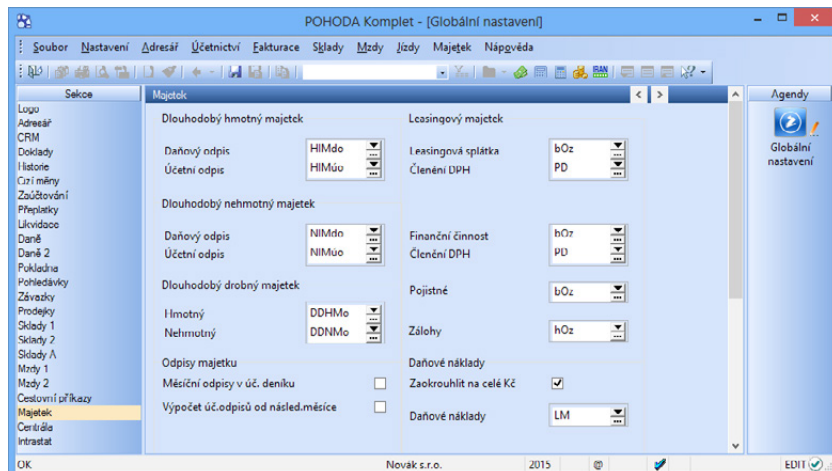 POHODA Komplet - [Globální nastavení]
Soubor Nastavení Adresář Účetnictví Fakturace Sklady Mzdy Jízdy Majetek Nápověda
Sekce
Logo
Adresář
CRM
Doklady
Historie
Cizí měny
Zaúčtování
Přeplatky
Likvidace
Daně
Daně 2
Pokladna
Pohledávky
Závazky
Prodejky
Sklady 1
Sklady 2
Sklady A
Mzdy 1
Mzdy 2
Cestovní příkazy
Majetek
Centrála
Intrastat
Majetek
Dlouhodobý hmotný majetek
Daňový odpis HIMdo
Účetní odpis HIMúo
Dlouhodobý nehmotný majetek
Daňový odpis NIMdo
Účetní odpis NIMúo
Dlouhodobý drobný majetek
Hmotný DDHMo
Nehmotný DDNMo
Odpisy majetku
Měsíční odpisy v úč. deníku
Výpočet úč.odpisů od násled.měsíce
Leasingový majetek
Leasingová splátka bOz
Členění DPH PD
Finanční činnost bOz
Členění DPH PD
Pojistné bOz
Zálohy hOz
Daňové náklady
Zaokrouhlit na celé Kč
Daňové náklady LM
Agendy
Globální
nastavení
OK Novák s.r.o. 2015 @ EDIT